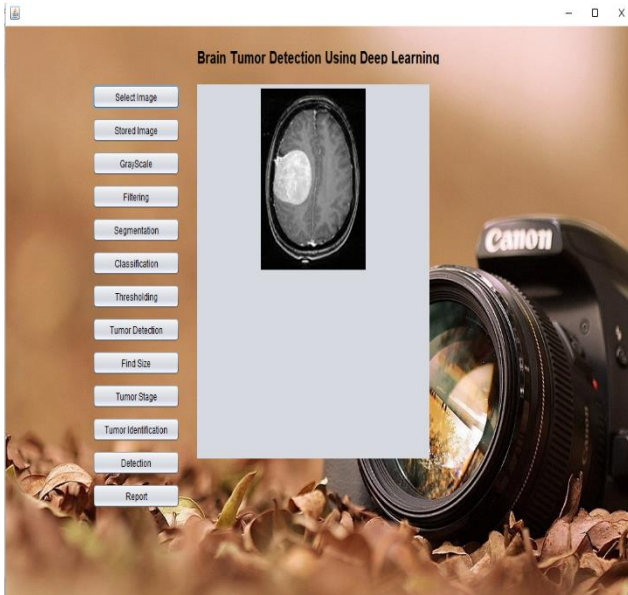 Brain Tumor Detection Using Deep Learning
Select Image
Stored Image
GrayScale
Filtering
Segmentation
Classification
Thresholding
Tumor Detection
Find Size
Tumor Stage
Tumor Identification
Detection
Report
Canon